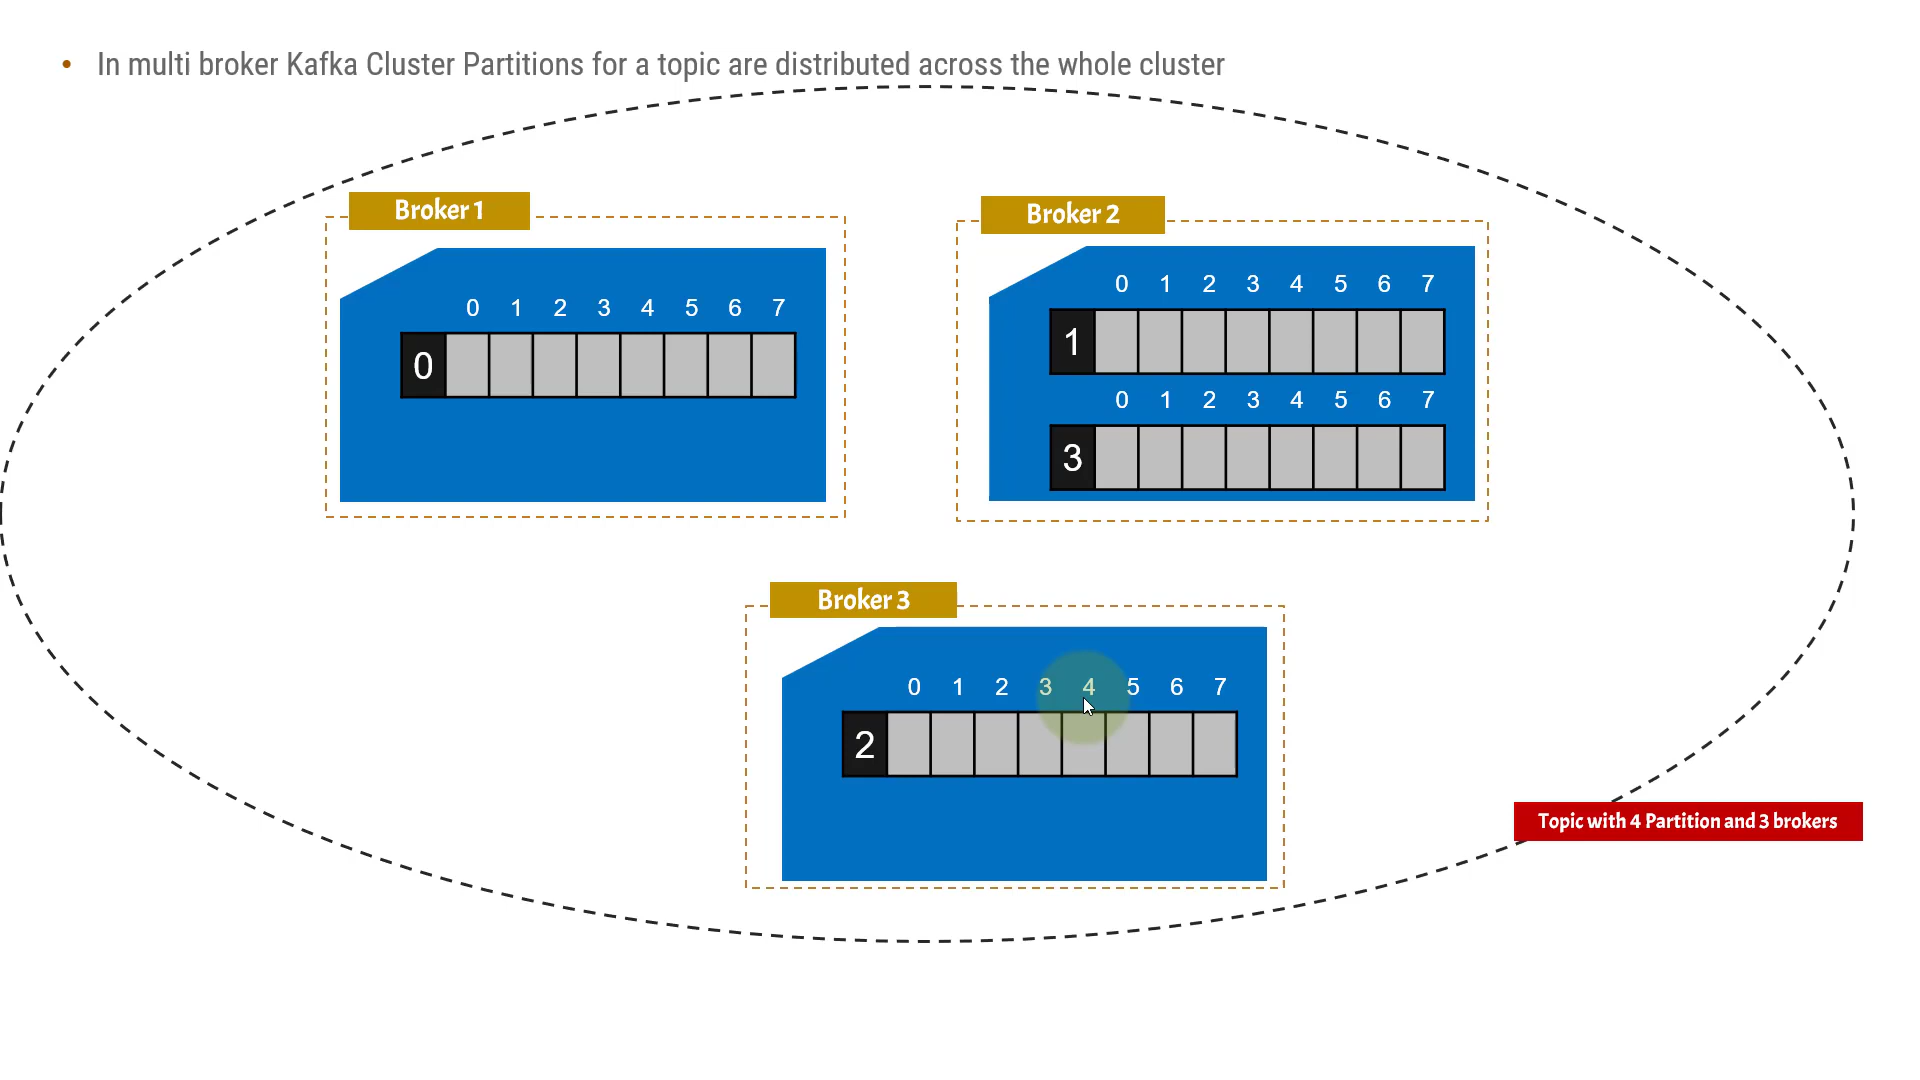 • In multi broker Kafka Cluster Partitions for a topic are distributed across the whole cluster
Broker 1
0 1 2 3 4 5 6 7
0
Broker 2
0 1 2 3 4 5 6 7
1
0 1 2 3 4 5 6 7
3
Broker 3
0 1 2 3 4 5 6 7
2
Topic with 4 Partition and 3 brokers